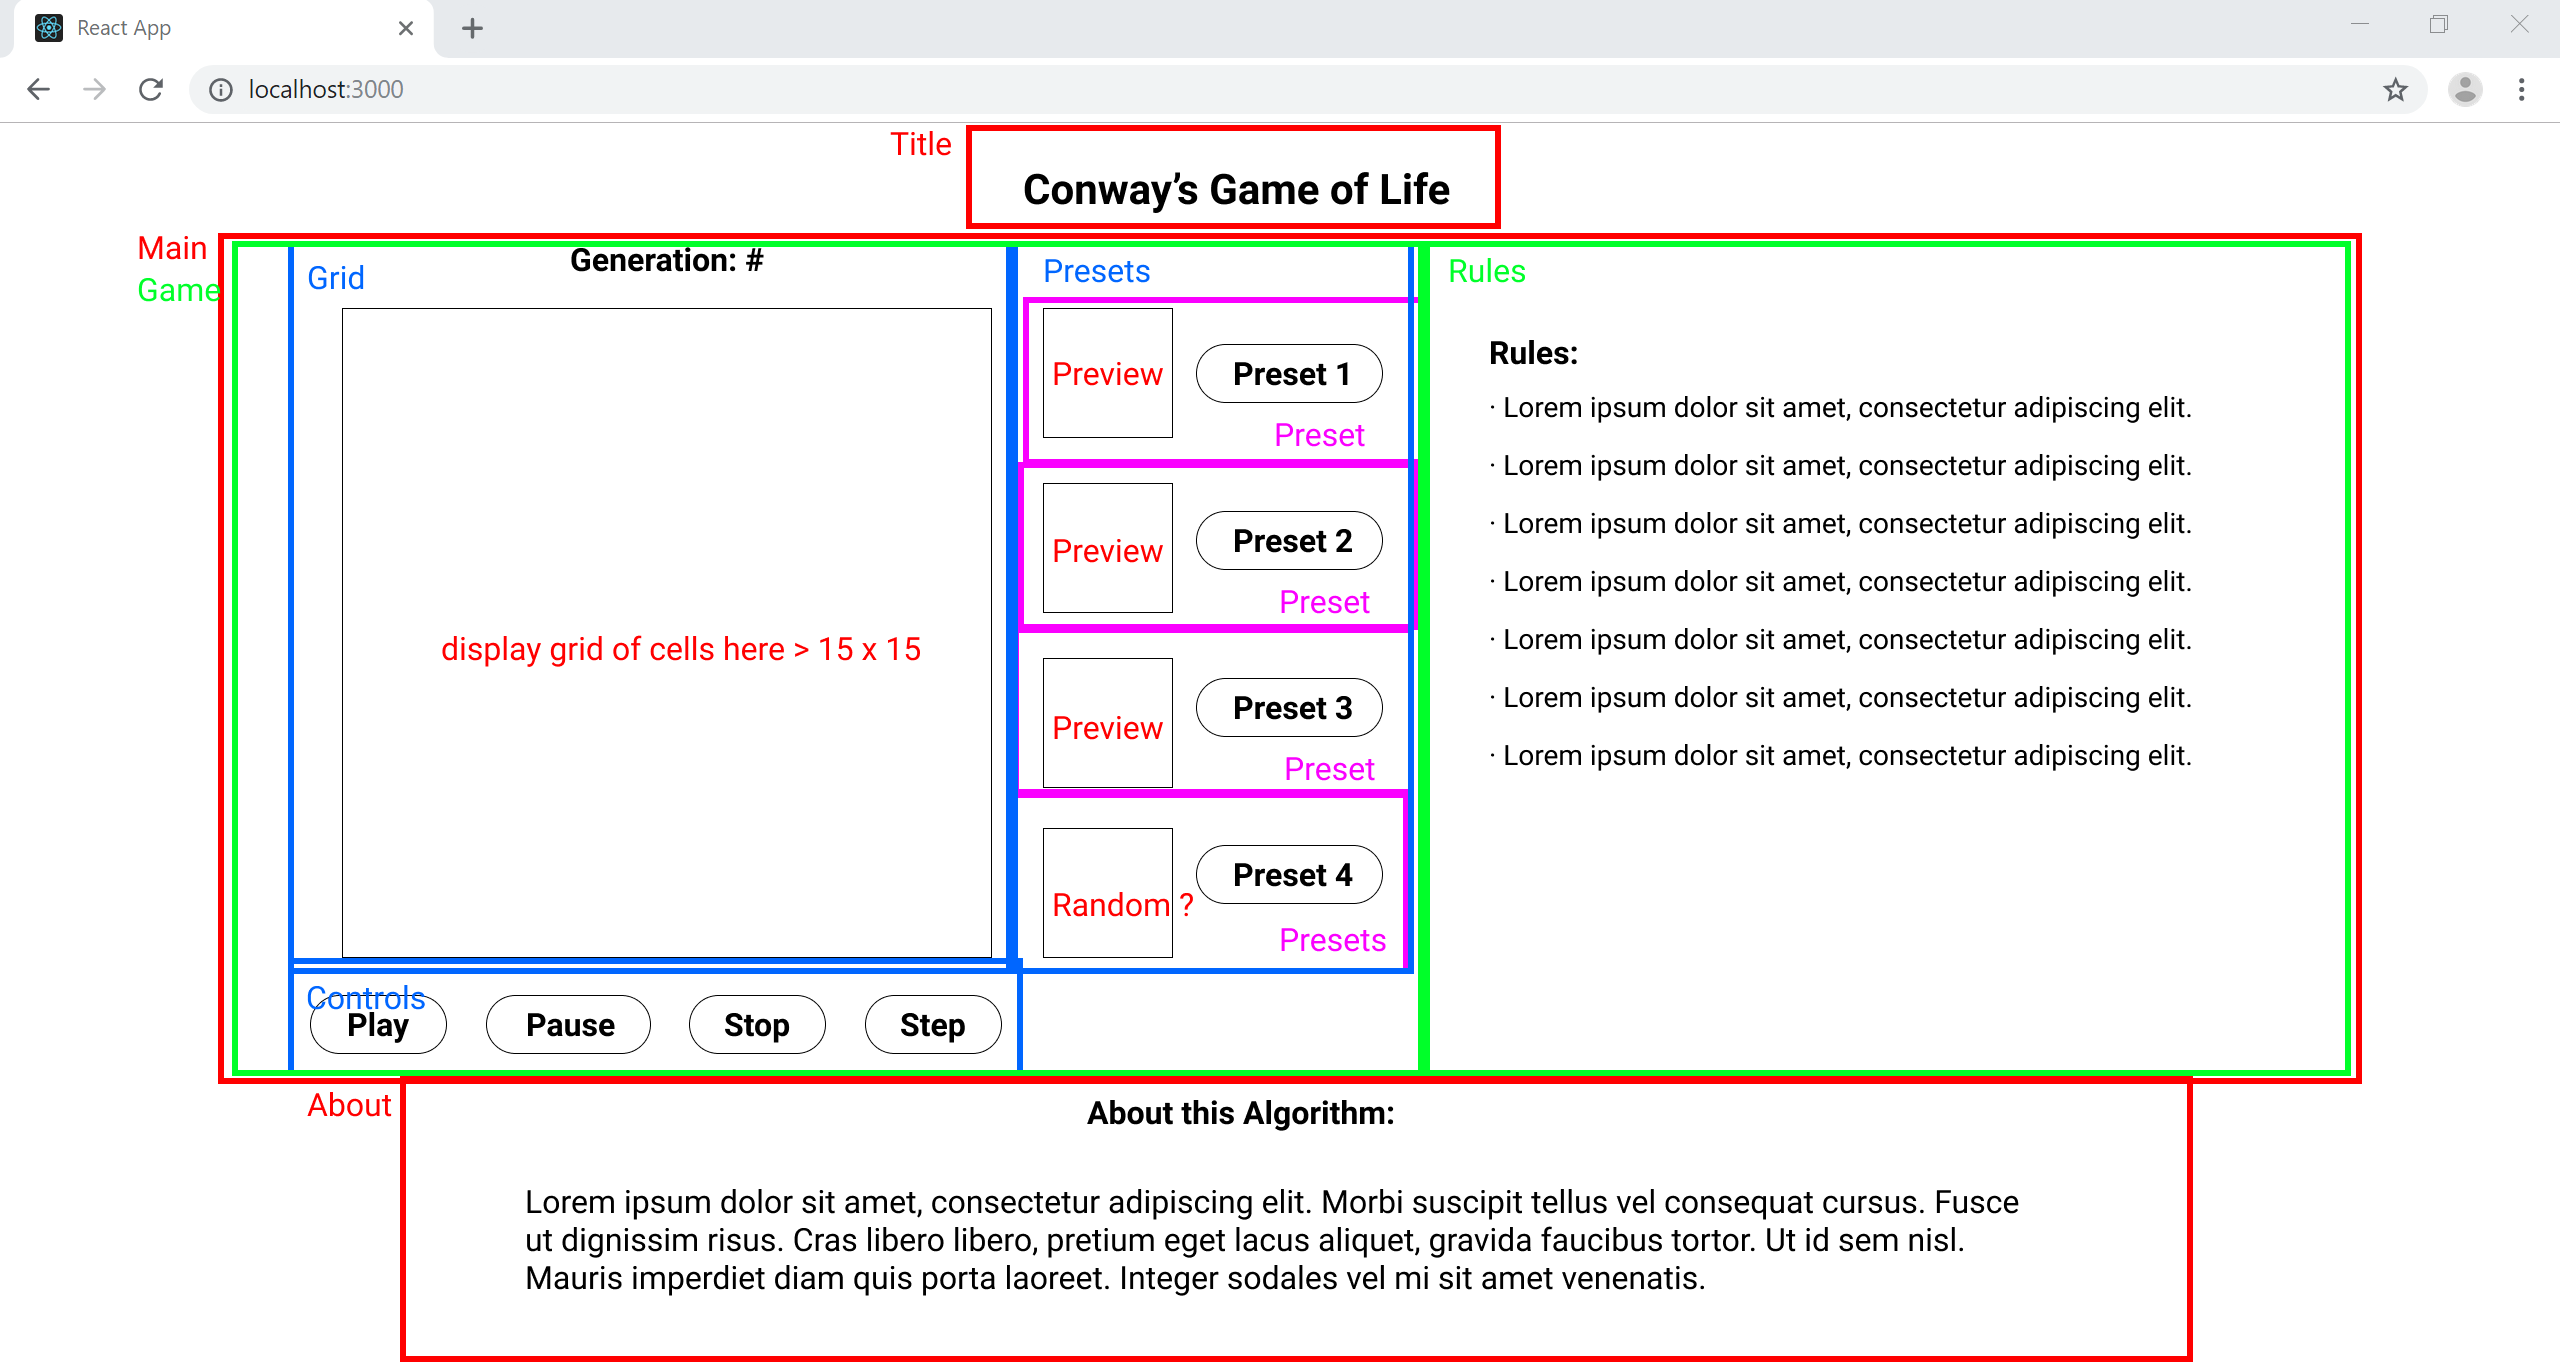 React App
localhost:3000
Title
Conway’s Game of Life
Main
Game
Grid
Generation: #
display grid of cells here > 15 x 15
Presets
Preview
Preset 1
Preset
Preview
Preset 2
Preset
Preview
Preset 3
Preset
Random ?
Preset 4
Presets
Controls
Play
Pause
Stop
Step
Rules
Rules:
· Lorem ipsum dolor sit amet, consectetur adipiscing elit.
· Lorem ipsum dolor sit amet, consectetur adipiscing elit.
· Lorem ipsum dolor sit amet, consectetur adipiscing elit.
· Lorem ipsum dolor sit amet, consectetur adipiscing elit.
· Lorem ipsum dolor sit amet, consectetur adipiscing elit.
· Lorem ipsum dolor sit amet, consectetur adipiscing elit.
· Lorem ipsum dolor sit amet, consectetur adipiscing elit.
About
About this Algorithm:
Lorem ipsum dolor sit amet, consectetur adipiscing elit. Morbi suscipit tellus vel consequat cursus. Fusce
ut dignissim risus. Cras libero libero, pretium eget lacus aliquet, gravida faucibus tortor. Ut id sem nisl.
Mauris imperdiet diam quis porta laoreet. Integer sodales vel mi sit amet venenatis.